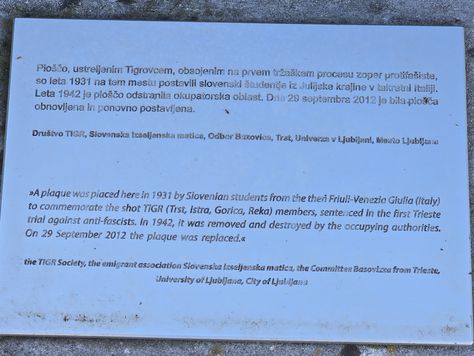 Ploščo, ustreljenim Tigrovcem, obsojenim na prvem tržaškem procesu zoper protifašiste,
so leta 1931 na tem mestu postavili slovenski študentje iz Julijske krajine v takratni Italiji.
Leta 1942 je ploščo odstranila okupatorska oblast. Dne 29 septembra 2012 je bila plošča
obnovljena in ponovno postavljena.
Društvo TIGR, Slovenska izseljenska matica, Odbor Bazovica, Trst, Univerza v Ljubljani, Mesto Ljubljana
»A plaque was placed here in 1931 by Slovenian students from the then Friuli-Venezia Giulia (Italy)
to commemorate the shot TIGR (Trst, Istra, Gorica, Reka) members, sentenced in the first Trieste
trial against anti-fascists. In 1942, it was removed and destroyed by the occupying authorities.
On 29 September 2012 the plaque was replaced.«
the TIGR Society, the emigrant association Slovenska izseljenska matica, the Committee Basovizza from Trieste,
University of Ljubljana, City of Ljubljana